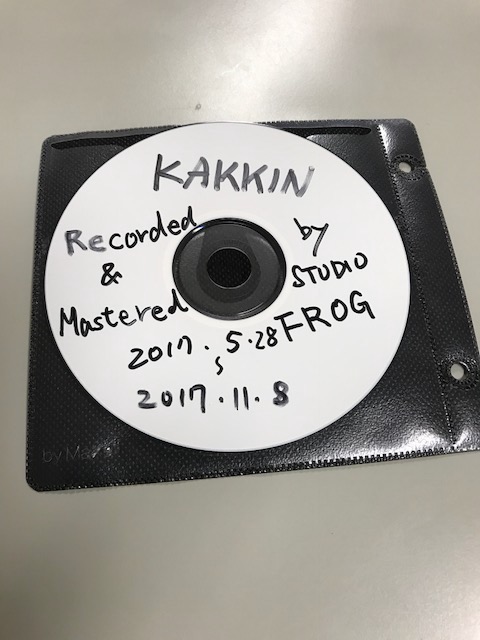 KAKKIN
Recorded
&
Mastered
by
STUDIO
FROG
2017.5.28
~
2017.11.8